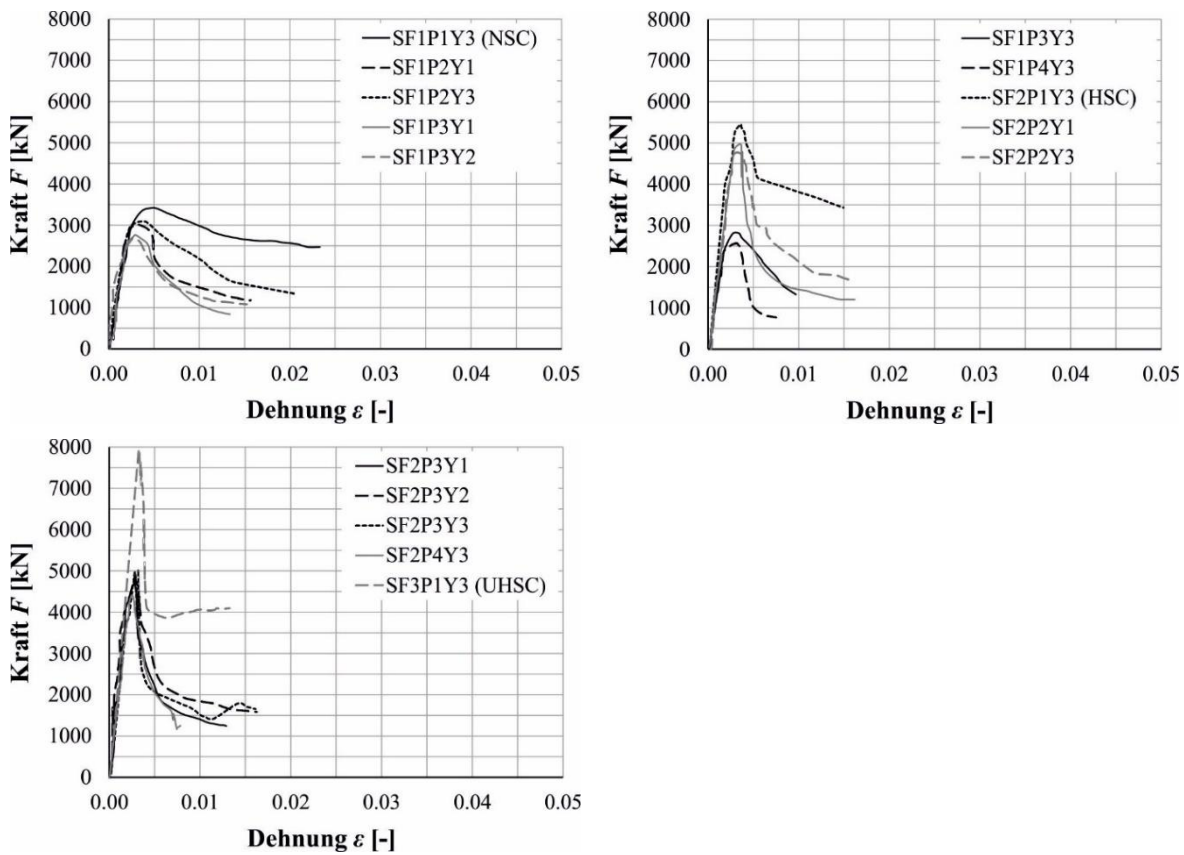 Kraft F [kN]
8000
7000
6000
5000
4000
3000
2000
1000
0
0.00 0.01 0.02 0.03 0.04 0.05
Dehnung ε [-]
SF1P1Y3 (NSC)
SF1P2Y1
SF1P2Y3
SF1P3Y1
SF1P3Y2
Kraft F [kN]
8000
7000
6000
5000
4000
3000
2000
1000
0
0.00 0.01 0.02 0.03 0.04 0.05
Dehnung ε [-]
SF1P3Y3
SF1P4Y3
SF2P1Y3 (HSC)
SF2P2Y1
SF2P2Y3
Kraft F [kN]
8000
7000
6000
5000
4000
3000
2000
1000
0
0.00 0.01 0.02 0.03 0.04 0.05
Dehnung ε [-]
SF2P3Y1
SF2P3Y2
SF2P3Y3
SF2P4Y3
SF3P1Y3 (UHSC)